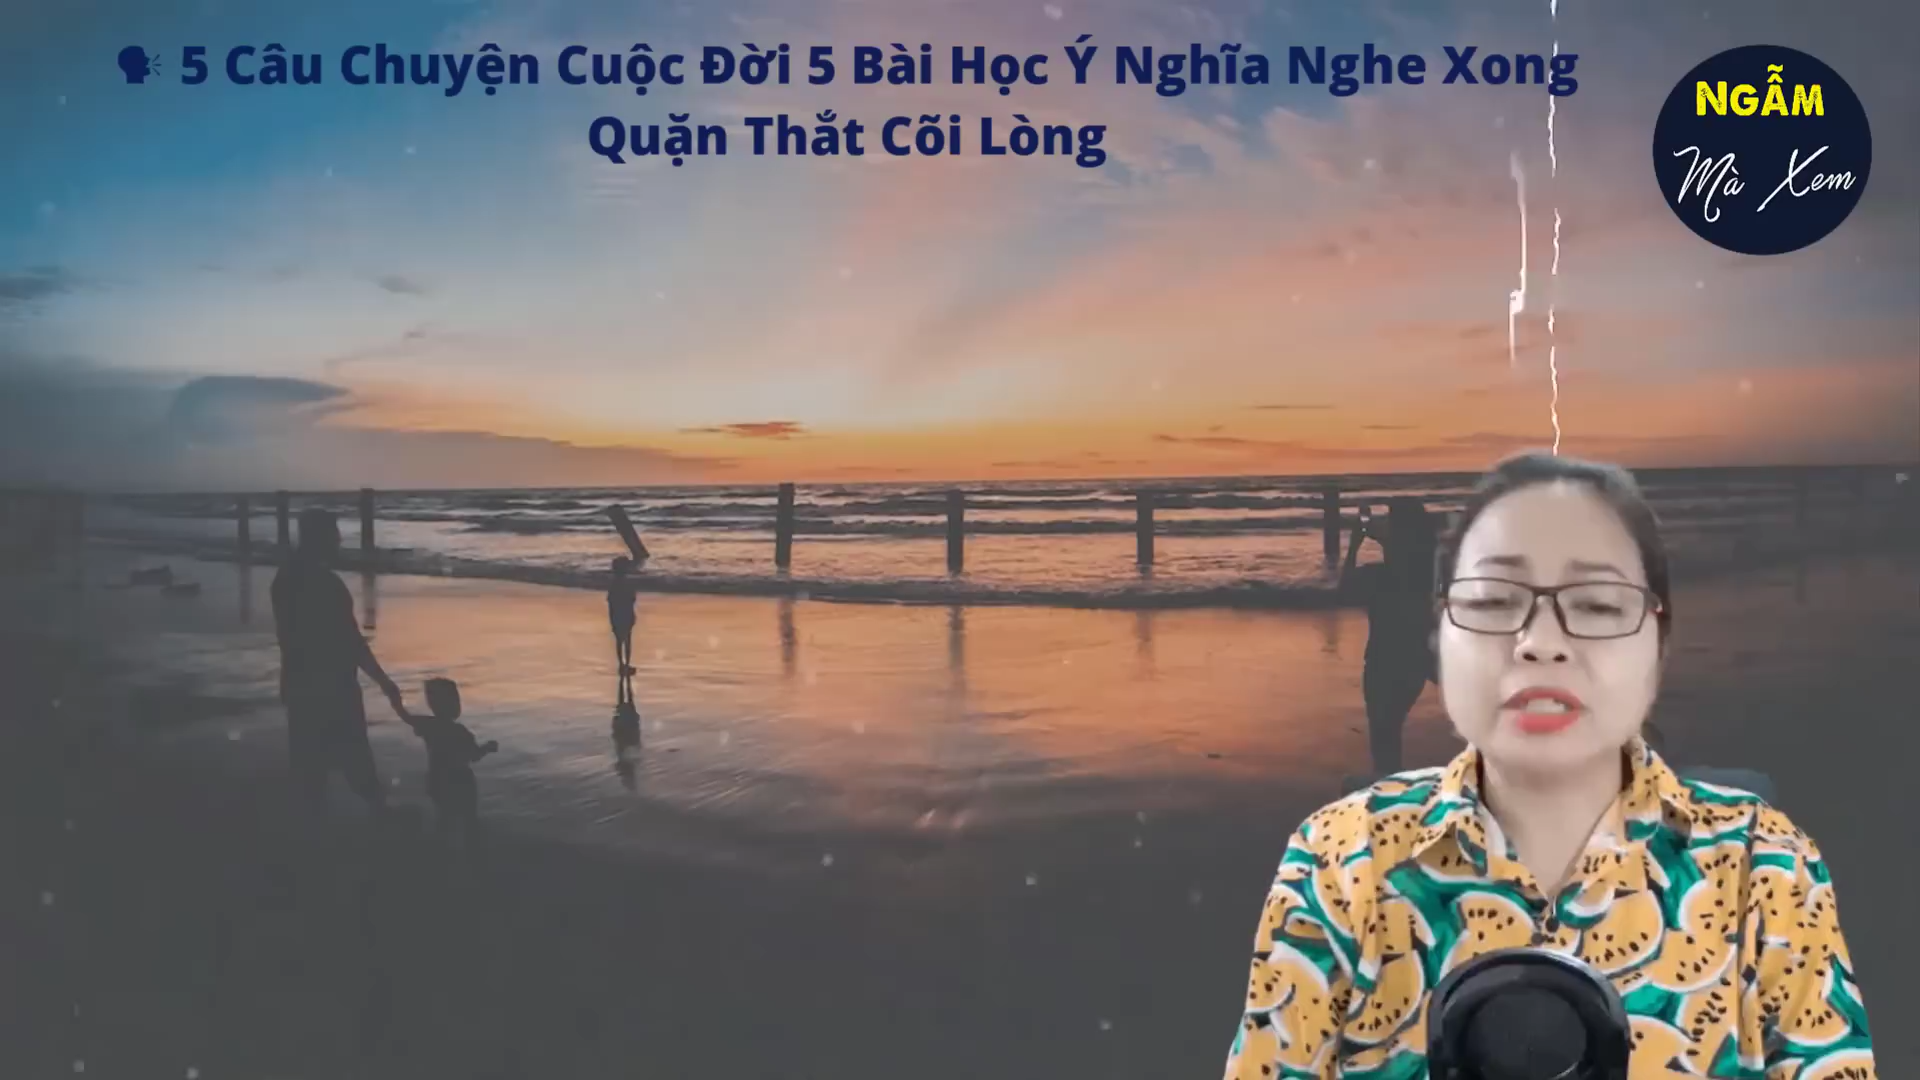 🗣 5 Câu Chuyện Cuộc Đời 5 Bài Học Ý Nghĩa Nghe Xong
Quặn Thắt Cõi Lòng
NGẪM
Mà Xem